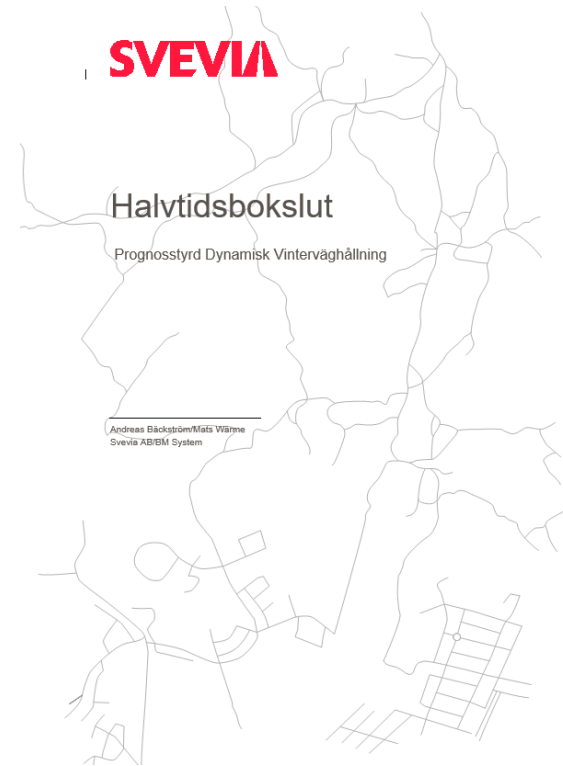 SVEVIA
Halvtidsbokslut
Prognosstyrd Dynamisk Vinterväghållning
Andreas Bäckström/Mats Wärme
Svevia AB/BM System